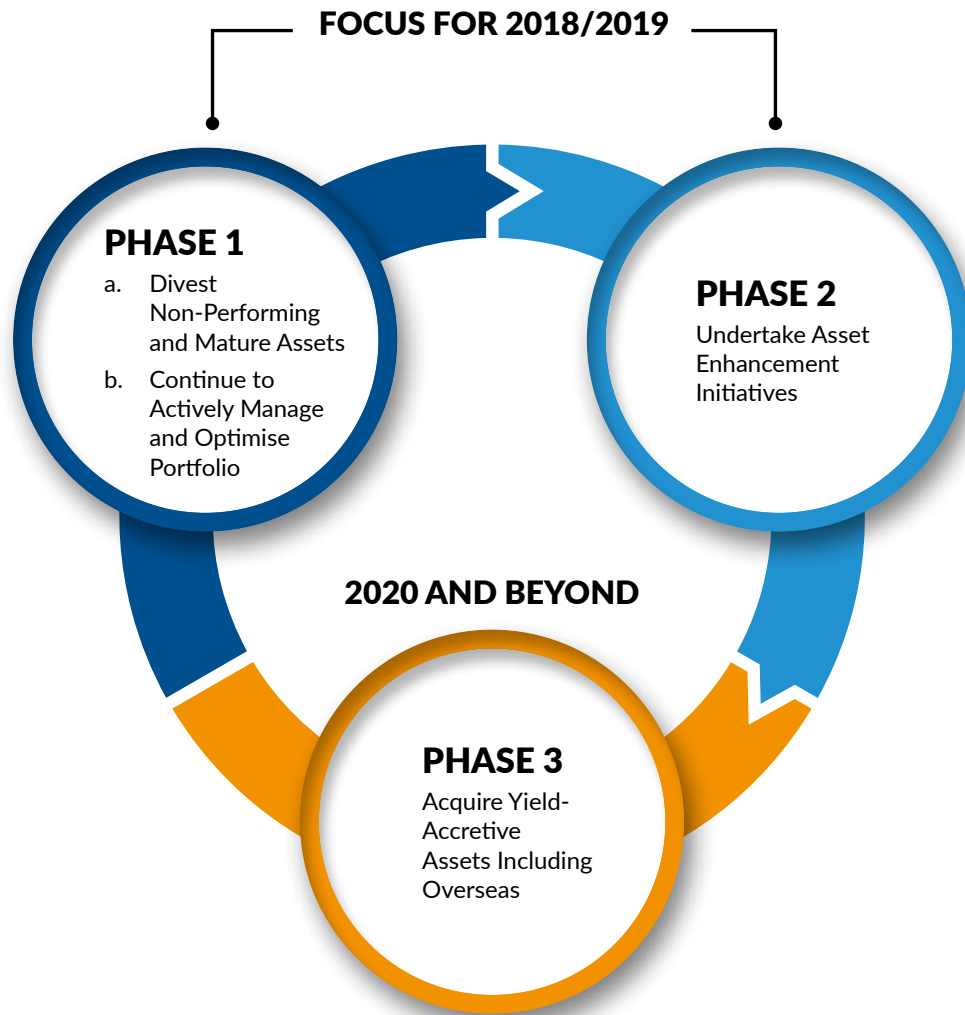 FOCUS FOR 2018/2019
PHASE 1
a. Divest
Non-Performing
and Mature Assets
b. Continue to
Actively Manage
and Optimise
Portfolio
PHASE 2
Undertake Asset
Enhancement
Initiatives
2020 AND BEYOND
PHASE 3
Acquire Yield-
Accretive
Assets Including
Overseas